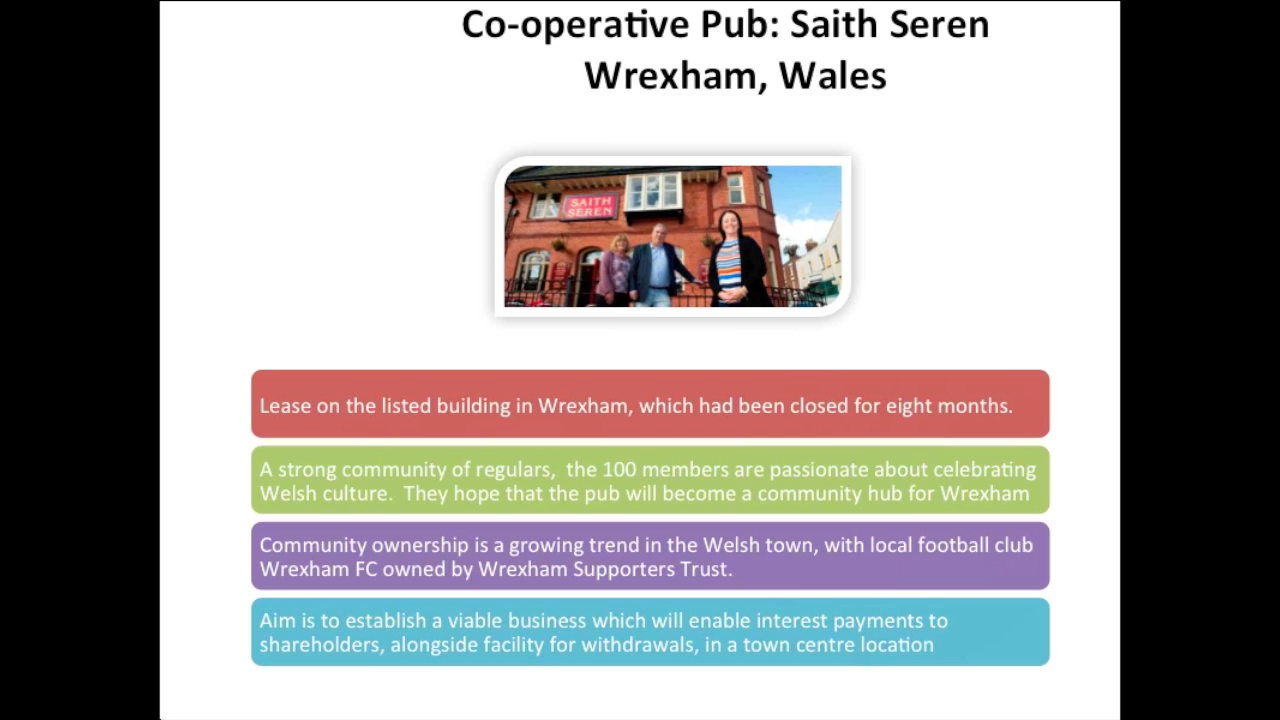 Co-operative Pub: Saith Seren
Wrexham, Wales
SAITH
SEREN
Lease on the listed building in Wrexham, which had been closed for eight months.
A strong community of regulars,  the 100 members are passionate about celebrating
Welsh culture.  They hope that the pub will become a community hub for Wrexham
Community ownership is a growing trend in the Welsh town, with local football club
Wrexham FC owned by Wrexham Supporters Trust.
Aim is to establish a viable business which will enable interest payments to
shareholders, alongside facility for withdrawals, in a town centre location